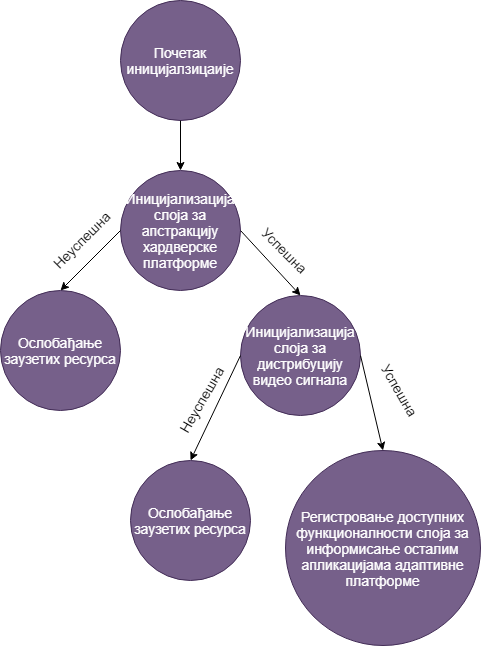 Почетак
иницијалзицаије
Иницијализација
слоја за
апстракцију
хардверске
платформе
Неуспешна
Успешна
Ослобађање
заузетих ресурса
Иницијализација
слоја за
дистрибуцију
видео сигнала
Неуспешна
Успешна
Ослобађање
заузетих ресурса
Регистровање доступних
функционалности слоја за
информисање осталим
апликацијама адаптивне
платформе